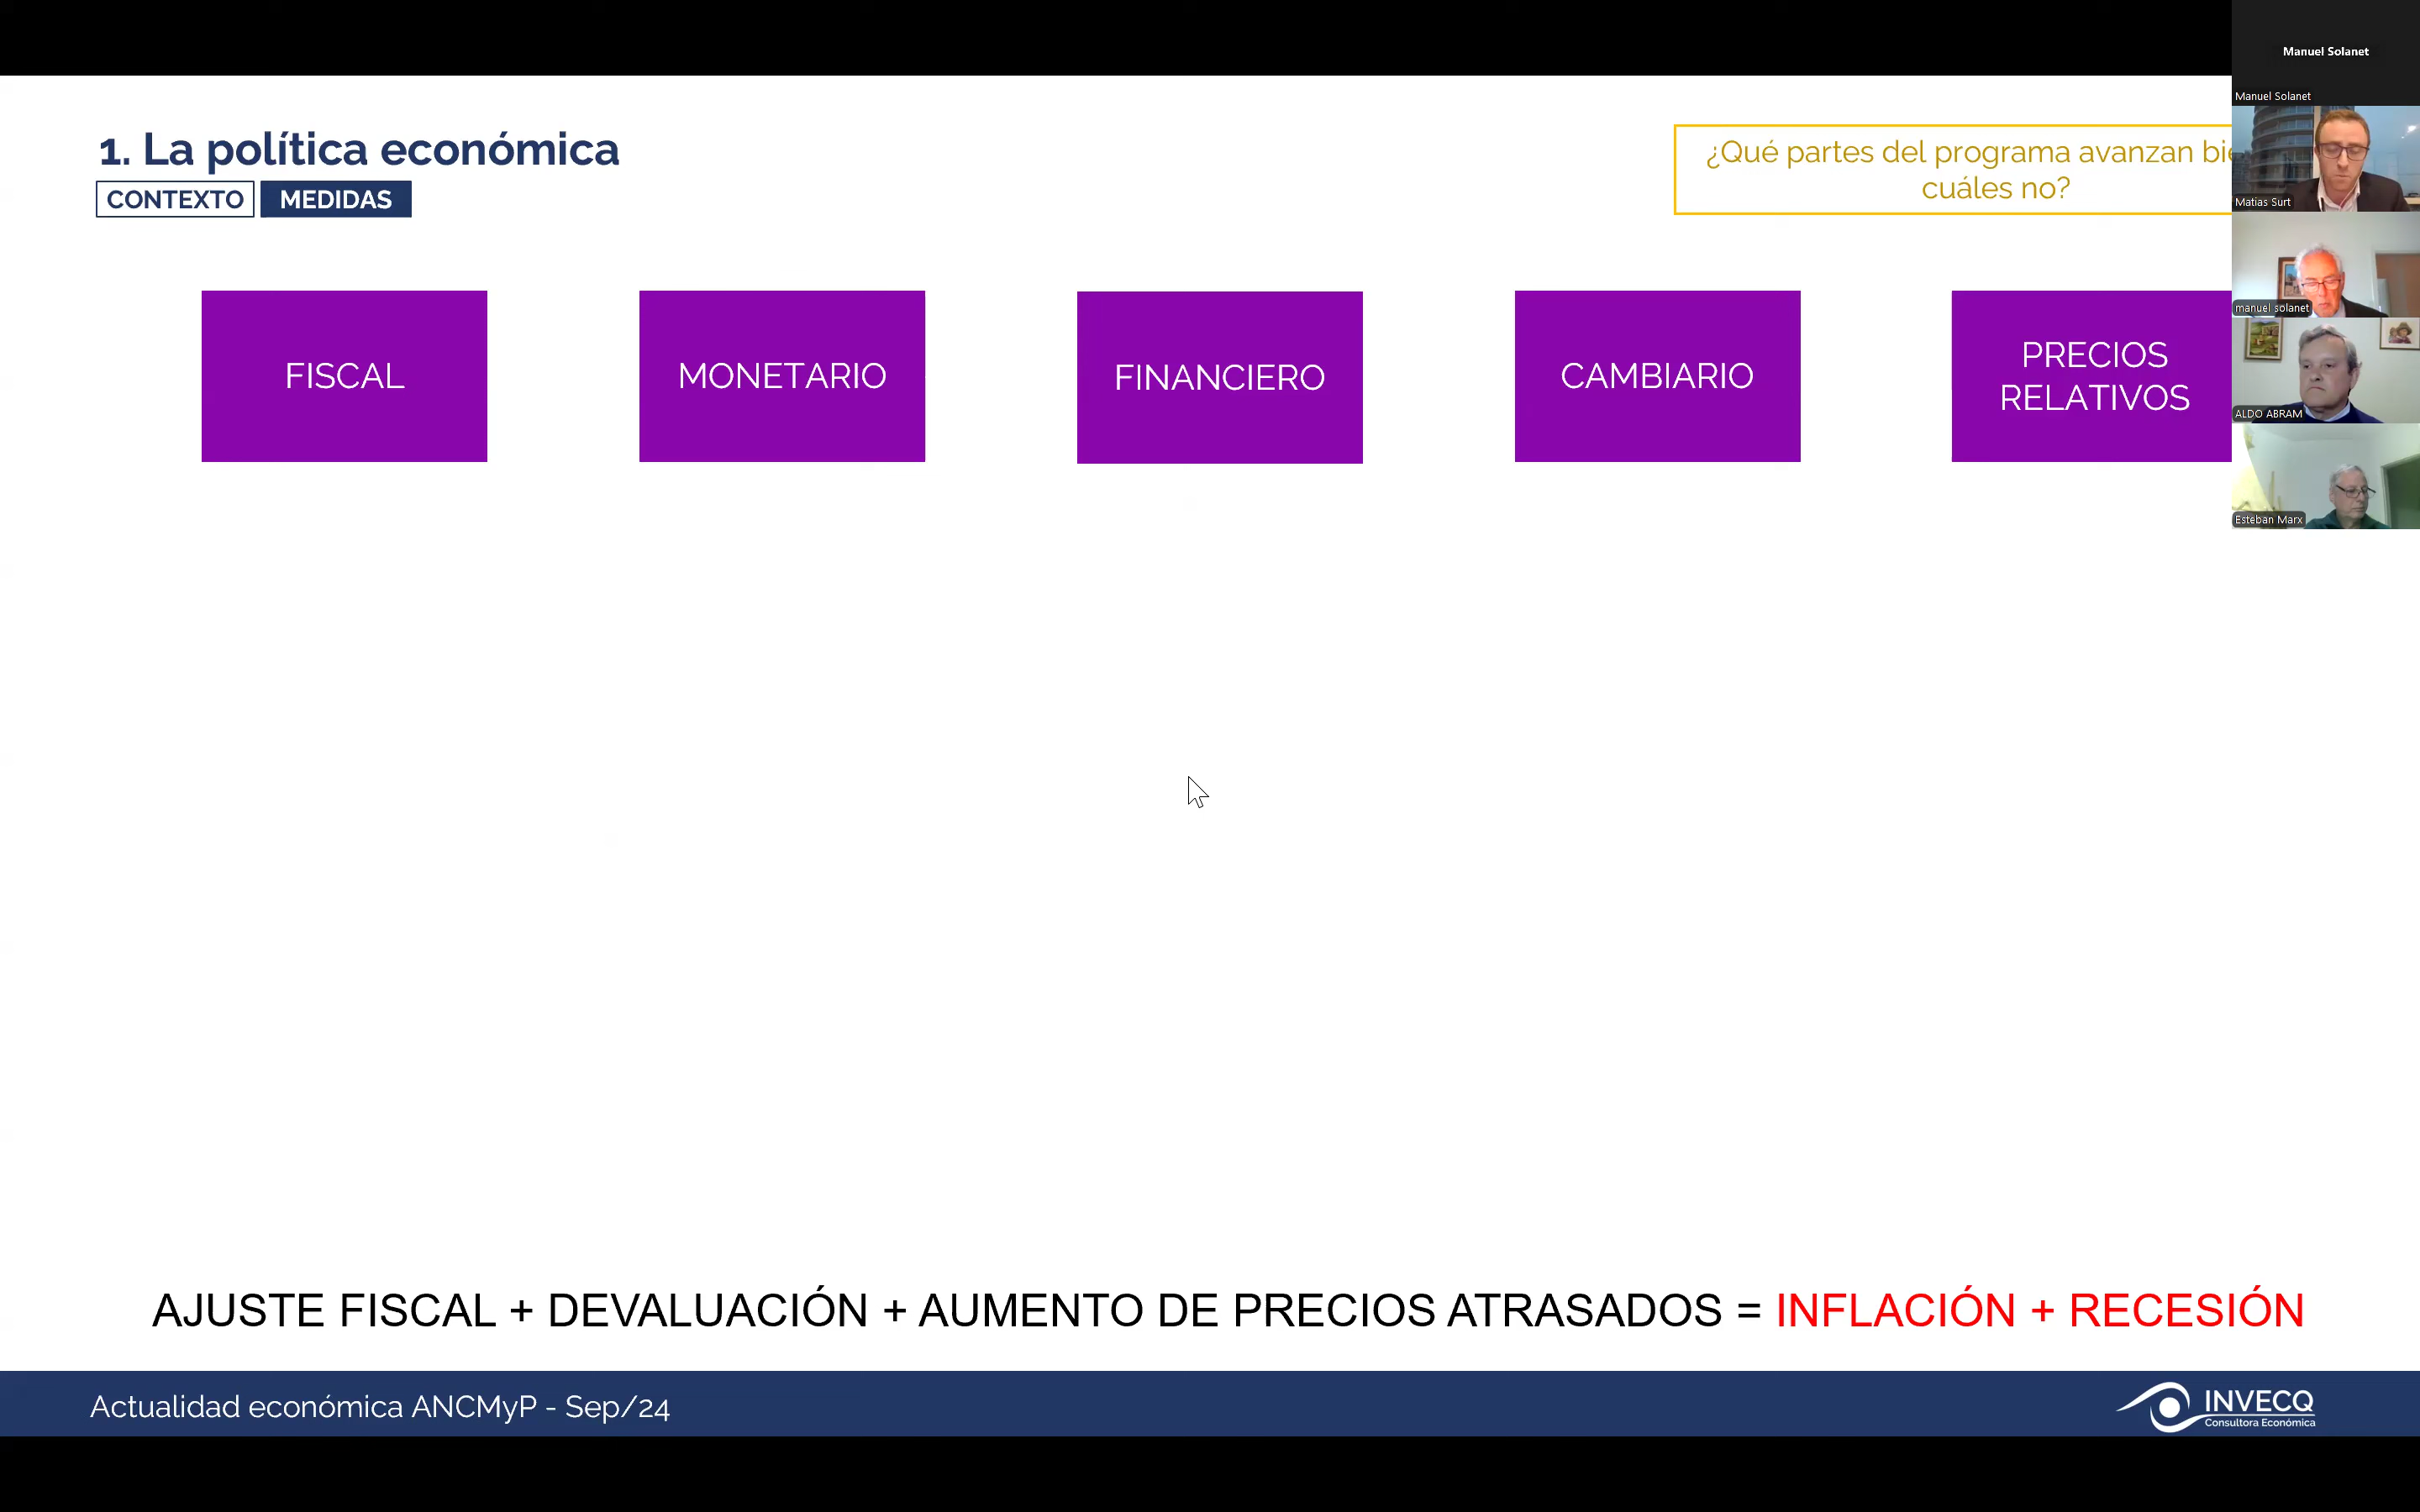 Manuel Solanet
Manuel Solanet
1. La política económica
CONTEXTO MEDIDAS
¿Qué partes del programa avanzan
cuáles no?
Matias Surt
manuel solanet
ALDO ABRAM
Esteban Marx
FISCAL
MONETARIO
FINANCIERO
CAMBIARIO
PRECIOS
RELATIVOS
AJUSTE FISCAL + DEVALUACIÓN + AUMENTO DE PRECIOS ATRASADOS = INFLACIÓN + RECESIÓN
Actualidad económica ANCMyP - Sep/24
INVECQ
Consultora Económica